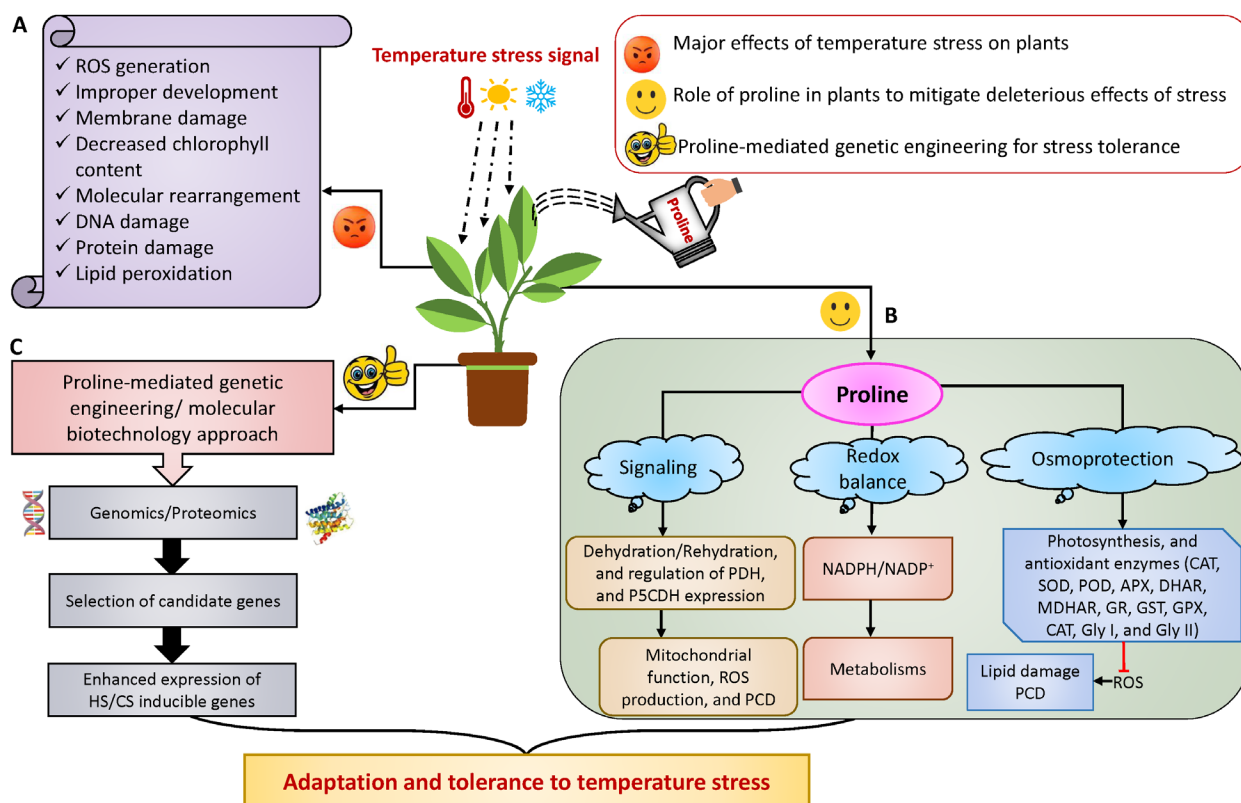 A
✓ ROS generation
✓ Improper development
✓ Membrane damage
✓ Decreased chlorophyll
content
✓ Molecular rearrangement
✓ DNA damage
✓ Protein damage
✓ Lipid peroxidation
Temperature stress signal
Major effects of temperature stress on plants
Role of proline in plants to mitigate deleterious effects of stress
Proline-mediated genetic engineering for stress tolerance
Proline
B
Proline
Signaling
Redox
balance
Osmoprotection
Dehydration/Rehydration,
and regulation of PDH,
and P5CDH expression
NADPH/NADP⁺
Photosynthesis, and
antioxidant enzymes (CAT,
SOD, POD, APX, DHAR,
MDHAR, GR, GST, GPX,
CAT, Gly I, and Gly II)
Mitochondrial
function, ROS
production, and PCD
Metabolisms
Lipid damage
PCD
ROS
C
Proline-mediated genetic
engineering/ molecular
biotechnology approach
Genomics/Proteomics
Selection of candidate genes
Enhanced expression of
HS/CS inducible genes
Adaptation and tolerance to temperature stress